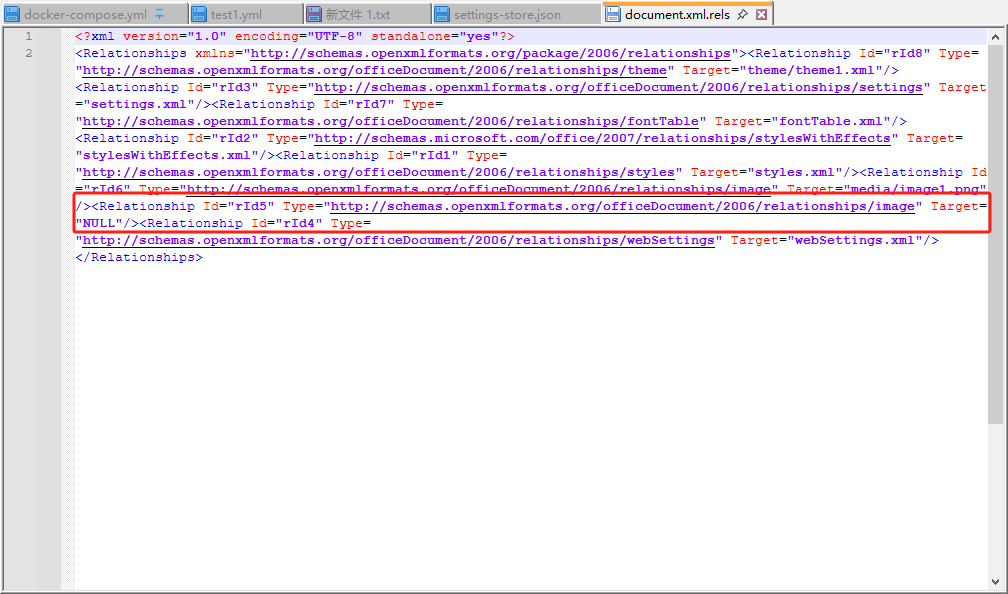 docker-compose.yml test1.yml 新文件 1.txt settings-store.json document.xml.rels
1 <?xml version="1.0" encoding="UTF-8" standalone="yes"?>
2 <Relationships xmlns="http://schemas.openxmlformats.org/package/2006/relationships"><Relationship Id="rId8" Type=
"http://schemas.openxmlformats.org/officeDocument/2006/relationships/theme" Target="theme/theme1.xml"/>
<Relationship Id="rId3" Type="http://schemas.openxmlformats.org/officeDocument/2006/relationships/settings" Target
="settings.xml"/><Relationship Id="rId7" Type=
"http://schemas.openxmlformats.org/officeDocument/2006/relationships/fontTable" Target="fontTable.xml"/>
<Relationship Id="rId2" Type="http://schemas.microsoft.com/office/2007/relationships/stylesWithEffects" Target=
"stylesWithEffects.xml"/><Relationship Id="rId1" Type=
"http://schemas.openxmlformats.org/officeDocument/2006/relationships/styles" Target="styles.xml"/><Relationship Id
="rId6" Type="http://schemas.openxmlformats.org/officeDocument/2006/relationships/image" Target="media/image1.png"
/><Relationship Id="rId5" Type="http://schemas.openxmlformats.org/officeDocument/2006/relationships/image" Target=
"NULL"/><Relationship Id="rId4" Type=
"http://schemas.openxmlformats.org/officeDocument/2006/relationships/webSettings" Target="webSettings.xml"/>
</Relationships>